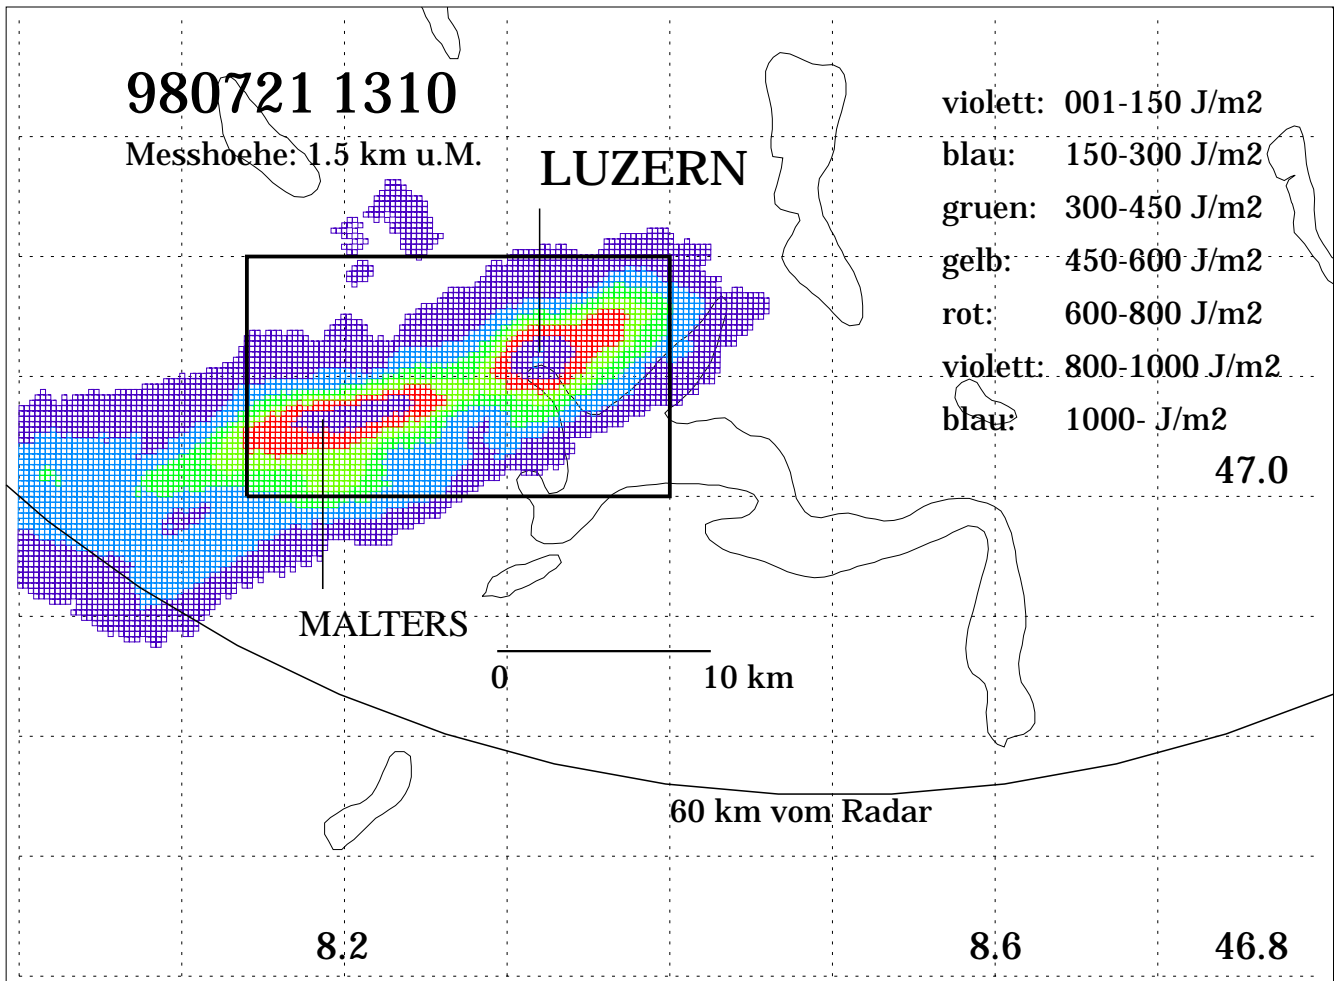 980721 1310
Messhoehe: 1.5 km u.M.
LUZERN
violett: 001-150 J/m2
blau: 150-300 J/m2
gruen: 300-450 J/m2
gelb: 450-600 J/m2
rot: 600-800 J/m2
violett: 800-1000 J/m2
blau: 1000- J/m2
47.0
MALTERS
0 10 km
60 km vom Radar
8.2 8.6 46.8